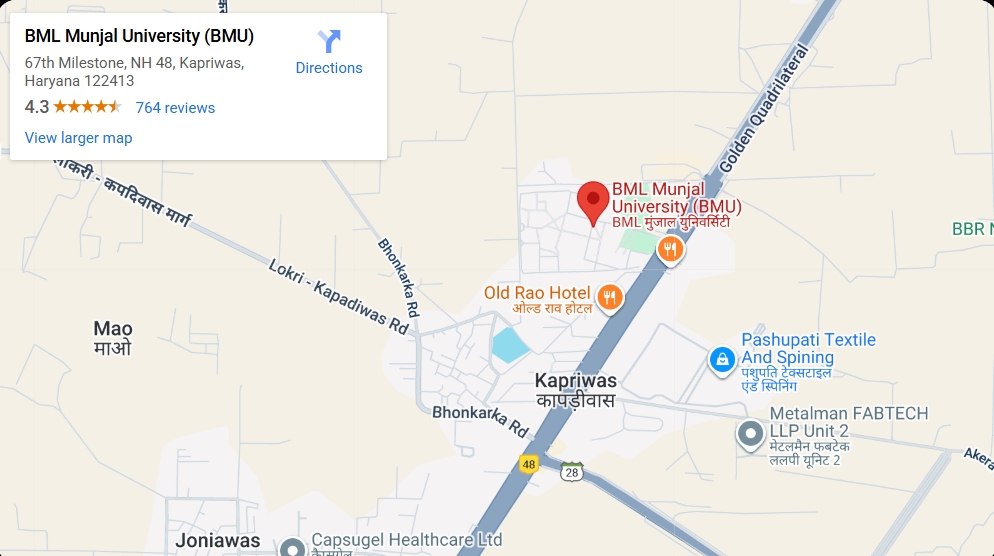 BML Munjal University (BMU)
67th Milestone, NH 48, Kapriwas,
Haryana 122413
4.3
764 reviews
View larger map
Directions
Golden Quadrilateral
कपदिवास मार्ग
BML Munjal
University (BMU)
BML मुंजाल युनिवर्सिटी
BBR
Bhonkarka Rd
Lokri - Kapadiwas Rd
Old Rao Hotel
ओल्ड राव होटल
Mao
माओ
Pashupati Textile
And Spining
पशुपति टेक्सटाइल
एंड स्पिनिंग
Kapriwas
कापड़ीवास
Bhonkarka Rd
Metalman FABTECH
LLP Unit 2
मेटलमैन फबटेक
ललपी यूनिट 2
48
28
Joniawas
Capsugel Healthcare Ltd